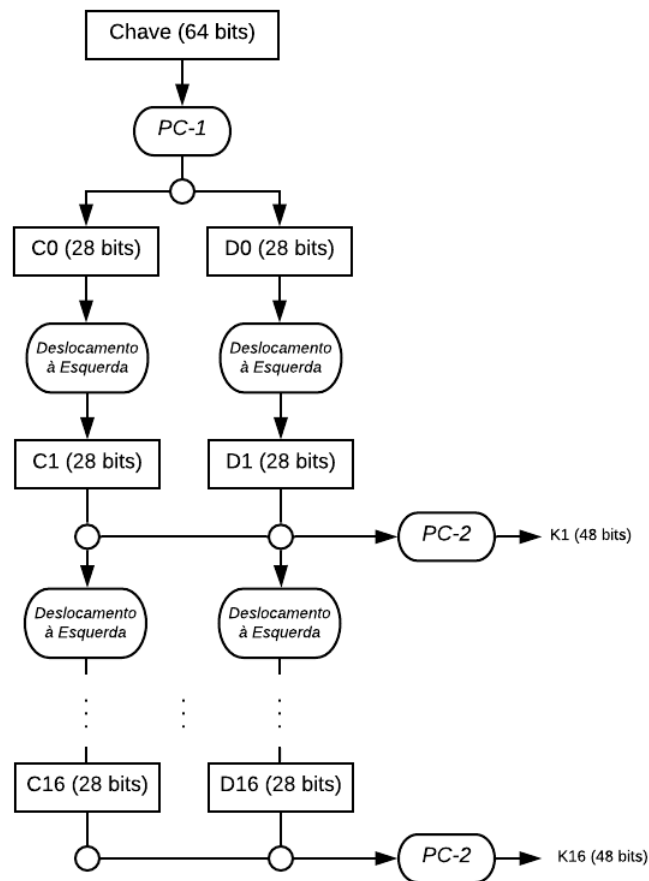 Chave (64 bits)
PC-1
C0 (28 bits)
D0 (28 bits)
Deslocamento
à Esquerda
Deslocamento
à Esquerda
C1 (28 bits)
D1 (28 bits)
PC-2
K1 (48 bits)
Deslocamento
à Esquerda
Deslocamento
à Esquerda
C16 (28 bits)
D16 (28 bits)
PC-2
K16 (48 bits)